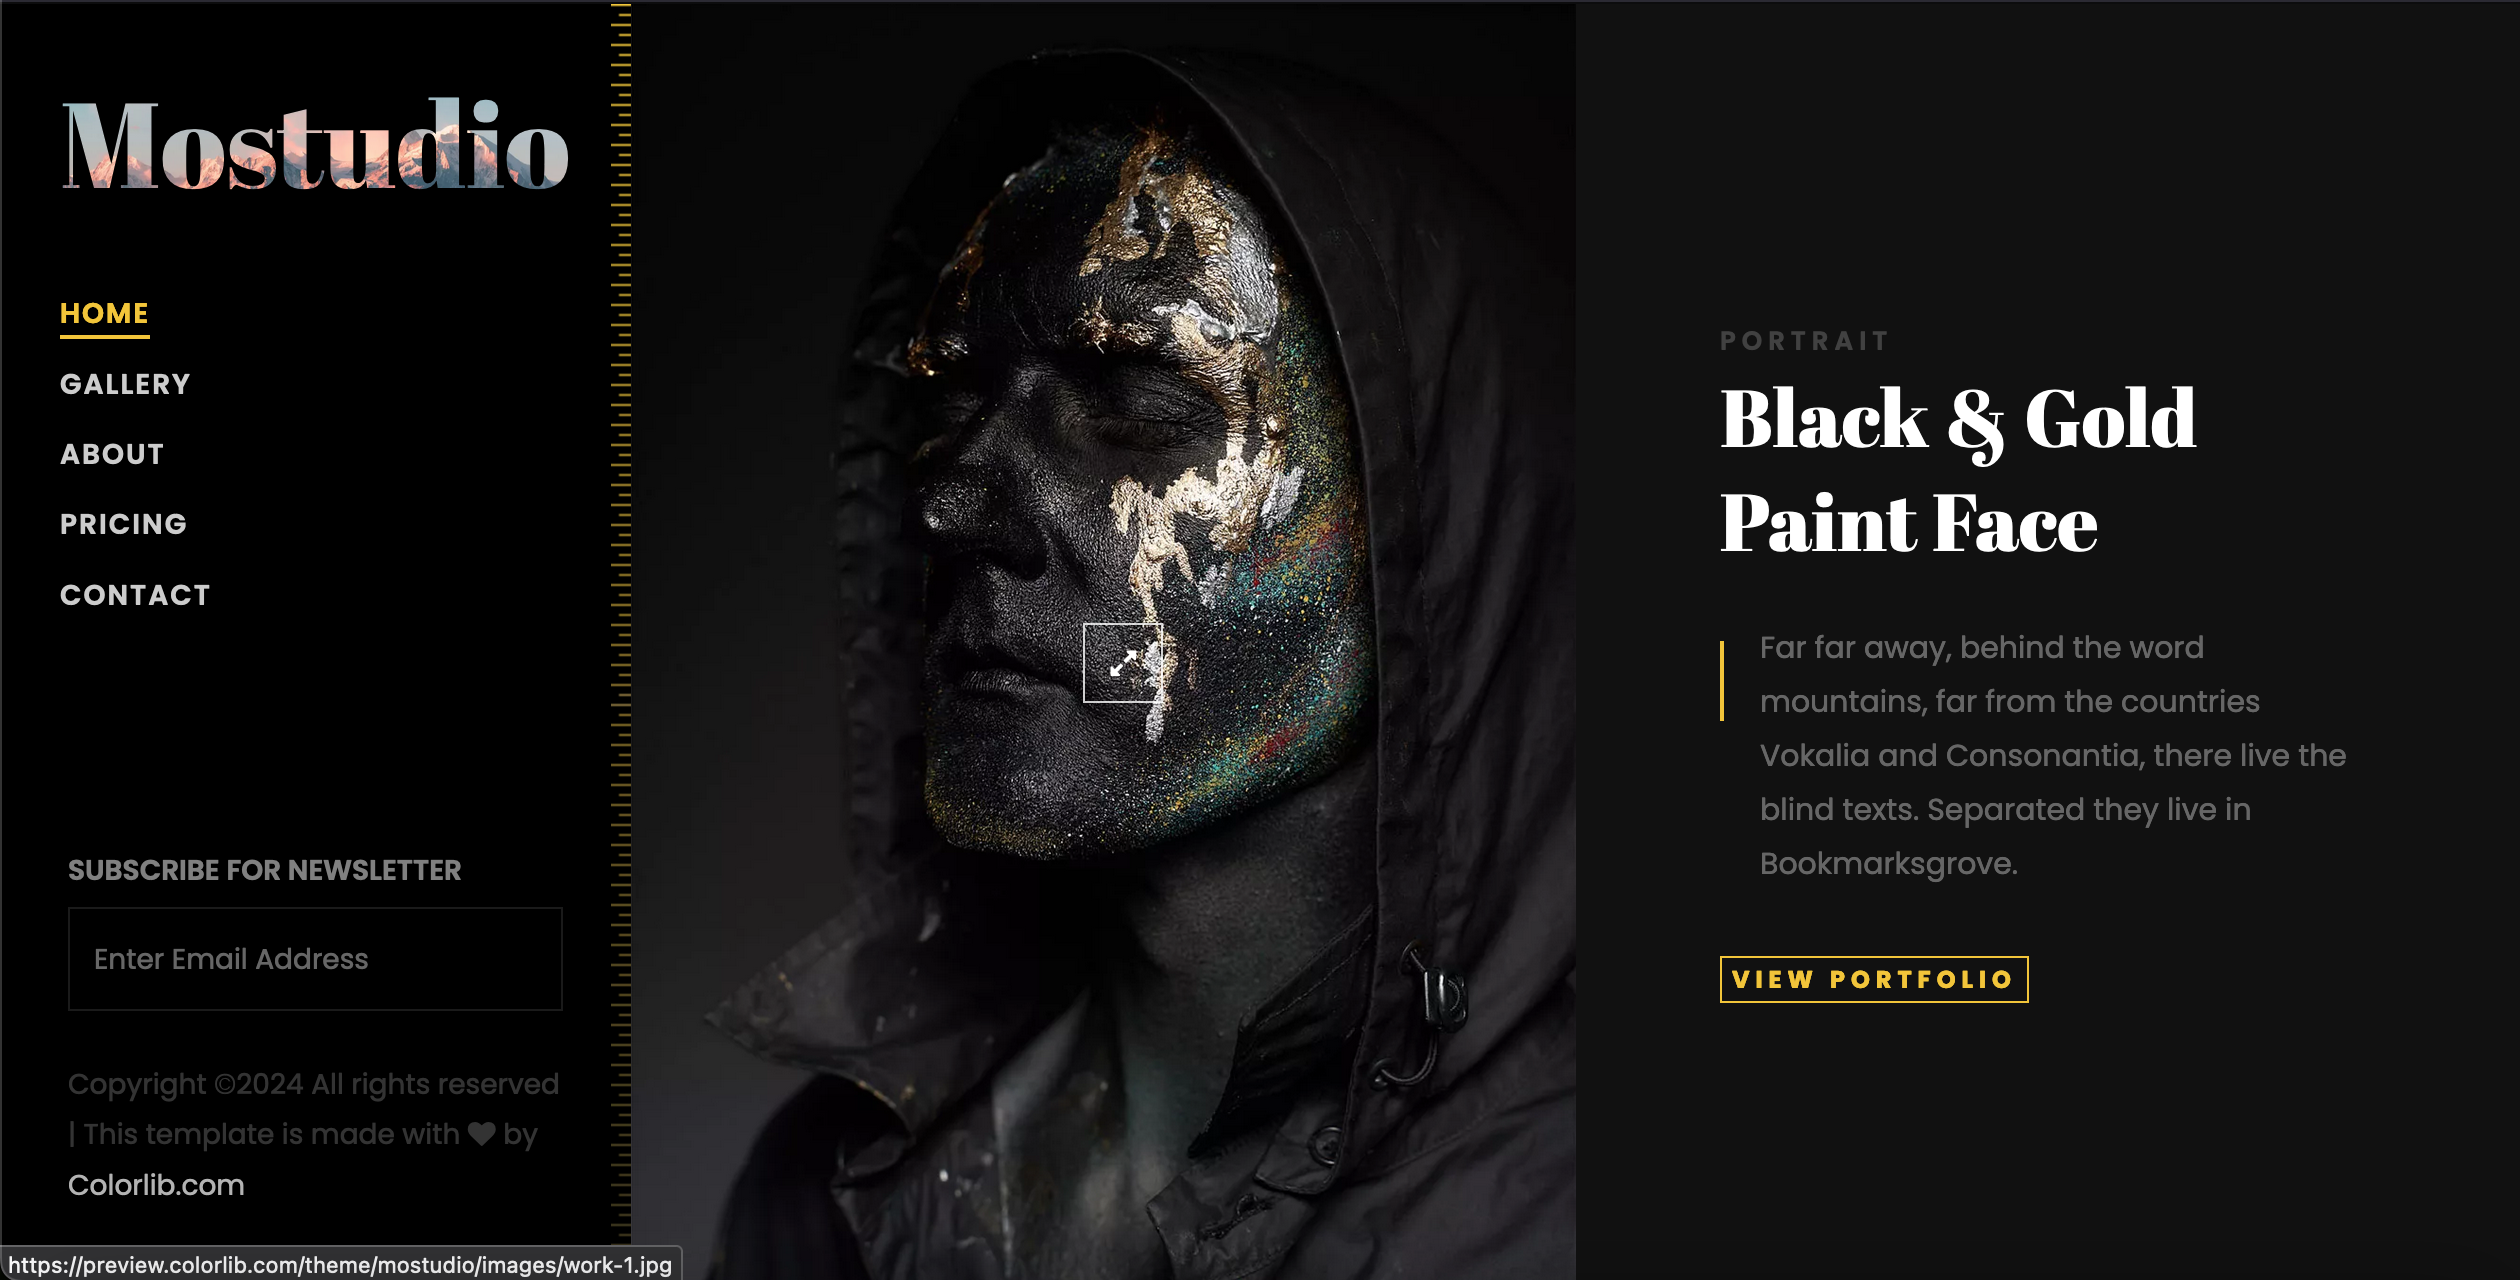 Mostudio
HOME
GALLERY
ABOUT
PRICING
CONTACT
SUBSCRIBE FOR NEWSLETTER
Enter Email Address
Copyright ©2024 All rights reserved
| This template is made with ♥ by
Colorlib.com
https://preview.colorlib.com/theme/mostudio/images/work-1.jpg
PORTRAIT
Black & Gold
Paint Face
Far far away, behind the word
mountains, far from the countries
Vokalia and Consonantia, there live the
blind texts. Separated they live in
Bookmarksgrove.
VIEW PORTFOLIO